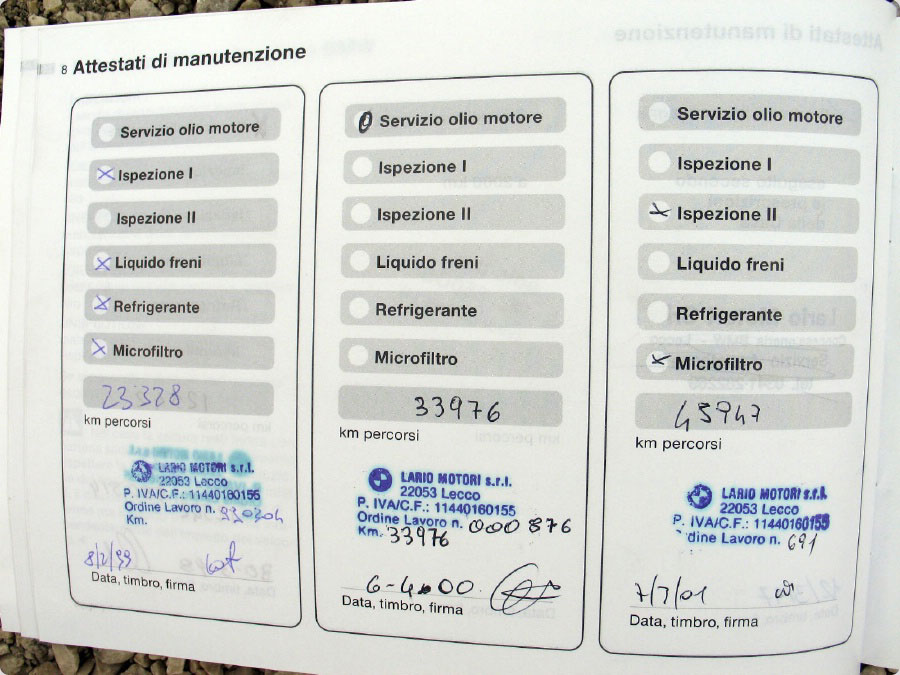 8 Attestati di manutenzione
Servizio olio motore
Ispezione I
Ispezione II
Liquido freni
Refrigerante
Microfiltro
23328
km percorsi
LARIO MOTORI s.r.l.
22053 Lecco
P. IVA/C.F.: 11440160155
Ordine Lavoro n.
Km.
8/2/99
Data, timbro, firma
Servizio olio motore
Ispezione I
Ispezione II
Liquido freni
Refrigerante
Microfiltro
33976
km percorsi
LARIO MOTORI s.r.l.
22053 Lecco
P. IVA/C.F.: 11440160155
Ordine Lavoro n. 000876
Km. 33976
6-4-00
Data, timbro, firma
Servizio olio motore
Ispezione I
Ispezione II
Liquido freni
Refrigerante
Microfiltro
45947
km percorsi
LARIO MOTORI s.r.l.
22053 Lecco
P. IVA/C.F.: 11440160155
dine Lavoro n. 691
7/7/01
Data, timbro, firma